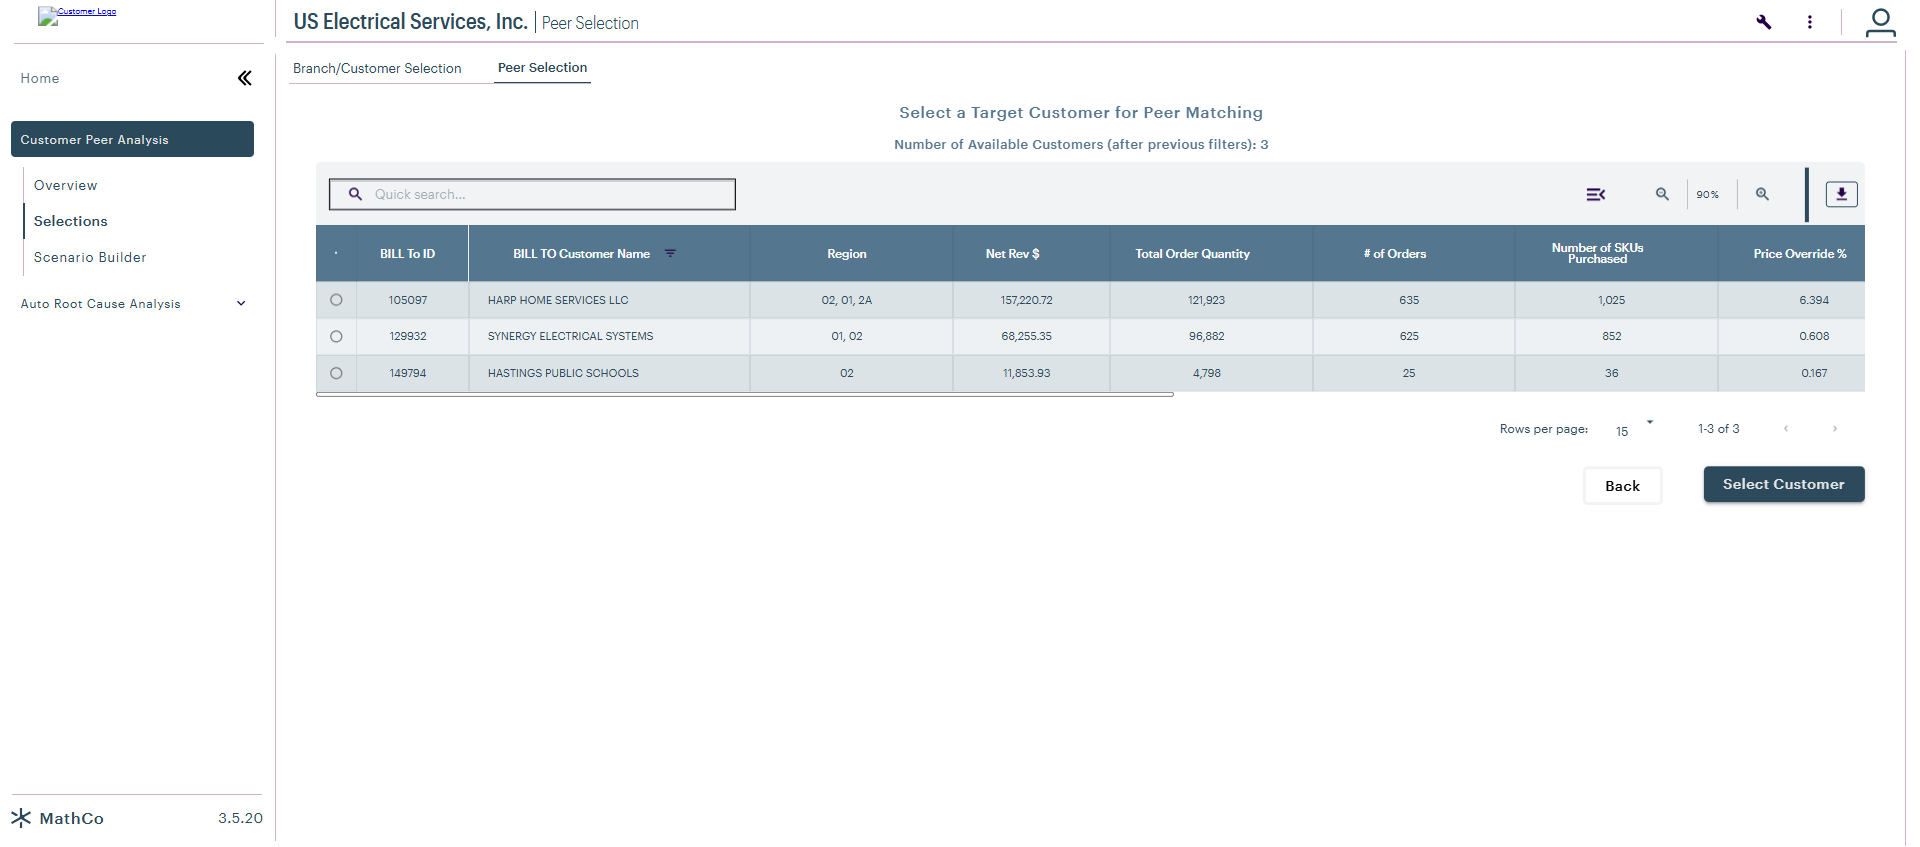 Customer Logo
US Electrical Services, Inc. Peer Selection
Home
Branch/Customer Selection Peer Selection
Select a Target Customer for Peer Matching
Customer Peer Analysis
Number of Available Customers (after previous filters): 3
Overview
Selections
Scenario Builder
Auto Root Cause Analysis
Quick search... 90%
BILL To ID BILL TO Customer Name Region Net Rev $ Total Order Quantity # of Orders Number of SKUs Purchased Price Override %
105097 HARP HOME SERVICES LLC 02, 01, 2A 157,220.72 121,923 635 1,025 6.394
129932 SYNERGY ELECTRICAL SYSTEMS 01, 02 68,255.35 96,882 625 852 0.608
149794 HASTINGS PUBLIC SCHOOLS 02 11,853.93 4,798 25 36 0.167
Rows per page: 15 1-3 of 3
Back Select Customer
MathCo 3.5.20